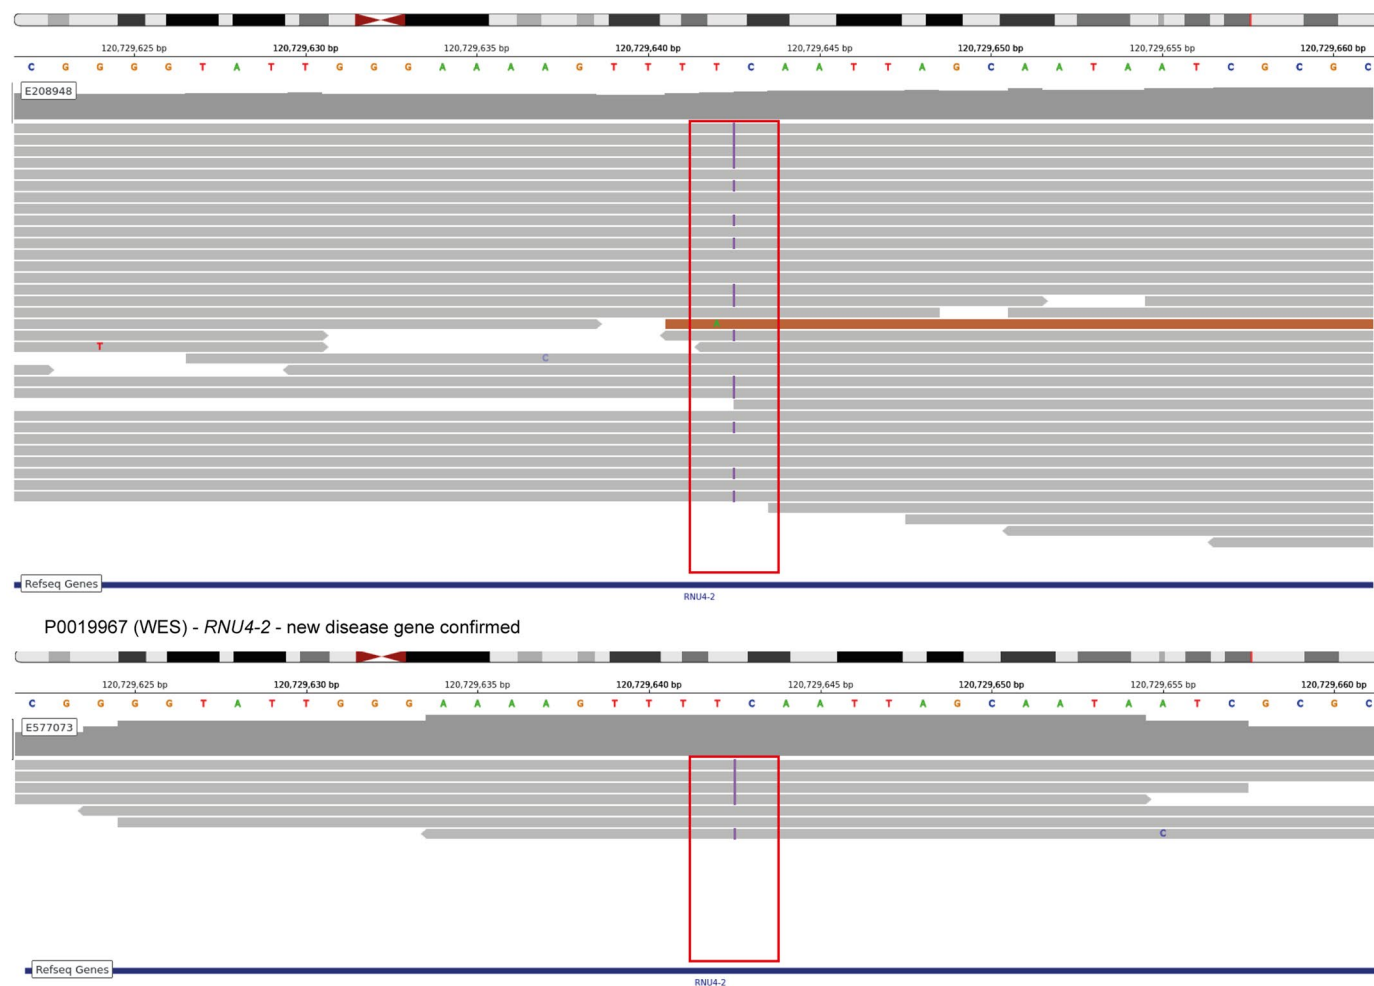 120,729,625 bp 120,729,630 bp 120,729,635 bp 120,729,640 bp 120,729,645 bp 120,729,650 bp 120,729,655 bp 120,729,660 bp
C G G G G T A T T G G G A A A A G T T T T C A A T T A G C A A T A A T C G C G C
E208948
T
C
Refseq Genes
RNU4-2
P0019967 (WES) - RNU4-2 - new disease gene confirmed
120,729,625 bp 120,729,630 bp 120,729,635 bp 120,729,640 bp 120,729,645 bp 120,729,650 bp 120,729,655 bp 120,729,660 bp
C G G G G T A T T G G G A A A A G T T T T C A A T T A G C A A T A A T C G C G C
E577073
C
Refseq Genes
RNU4-2